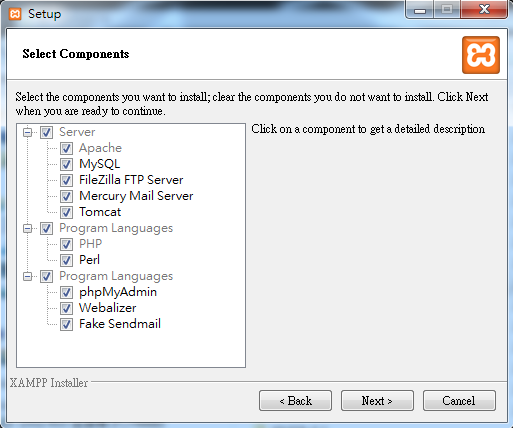 Setup
Select Components
Select the components you want to install; clear the components you do not want to install. Click Next
when you are ready to continue.
Click on a component to get a detailed description
Server
Apache
MySQL
FileZilla FTP Server
Mercury Mail Server
Tomcat
Program Languages
PHP
Perl
Program Languages
phpMyAdmin
Webalizer
Fake Sendmail
XAMPP Installer
< Back
Next >
Cancel